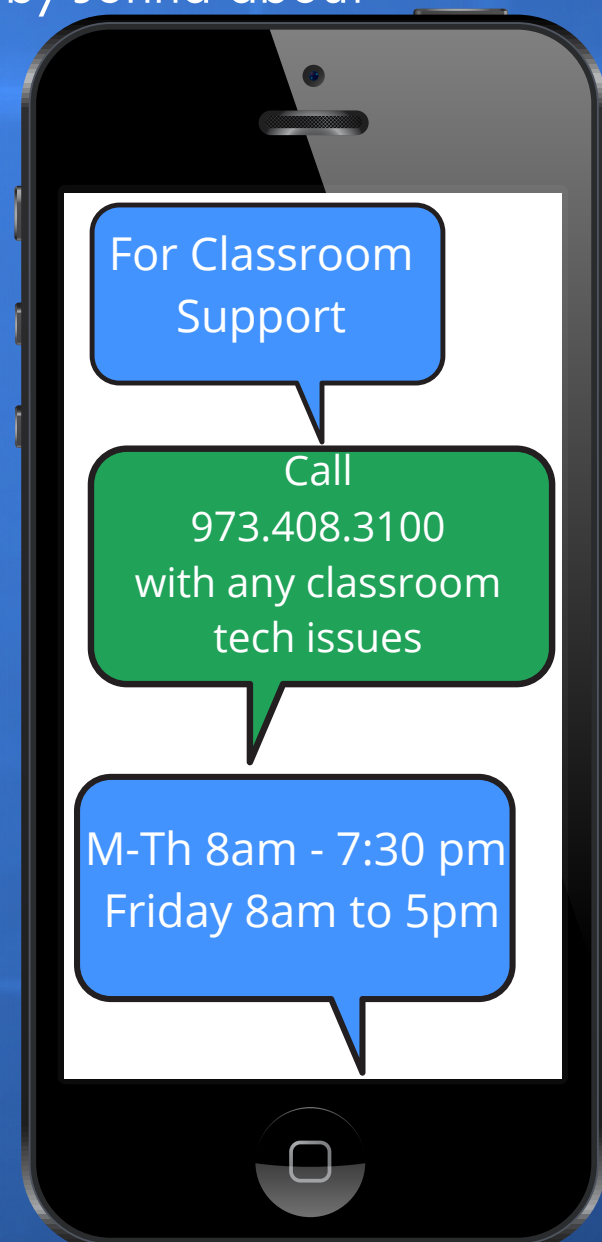 For Classroom
Support
Call
973.408.3100
with any classroom
tech issues
M-Th 8am - 7:30 pm
Friday 8am to 5pm